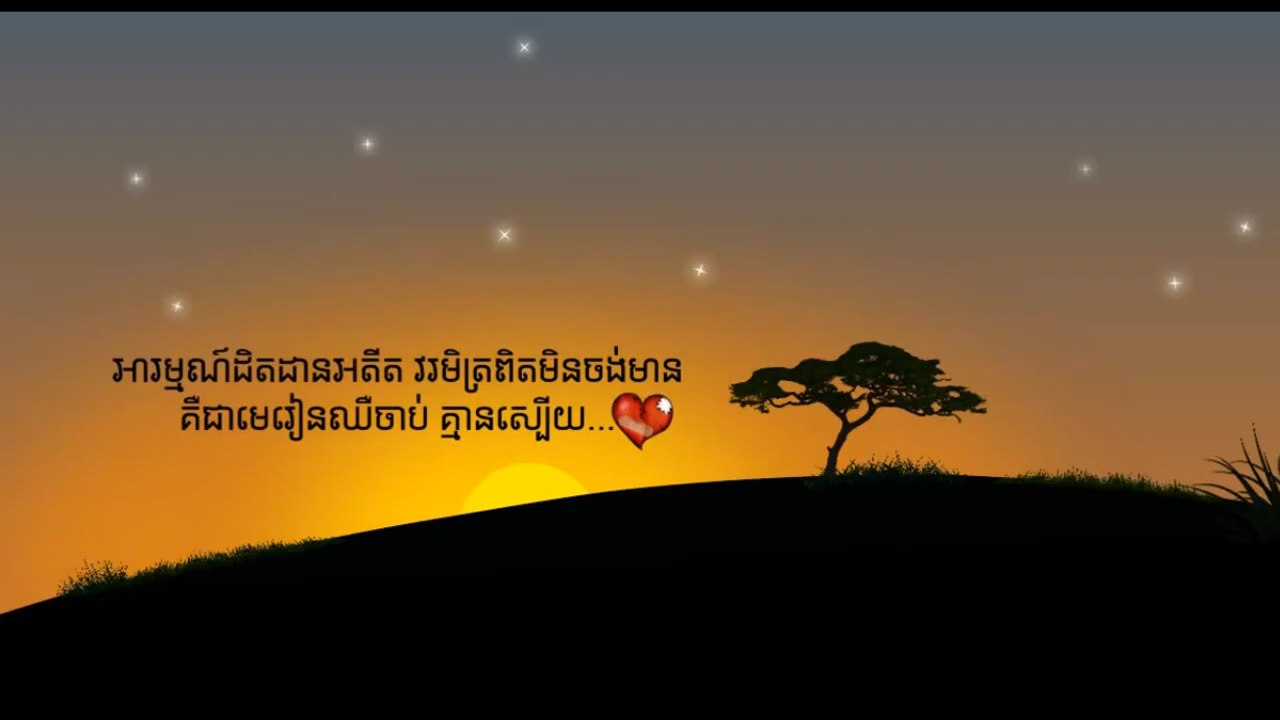 អារម្មណ៍ដិតដានអតីត វរមិត្រពិតមិនចង់មាន
គឺជាមេរៀនឈឺចាប់ គ្មានស្បើយ...